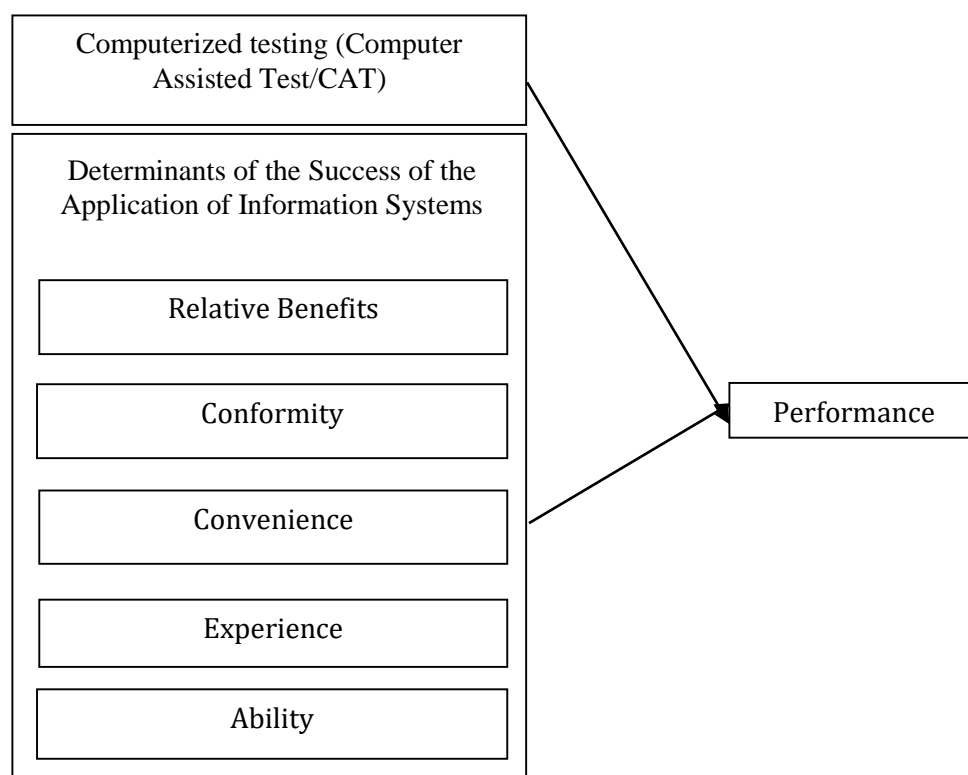 Computerized testing (Computer
Assisted Test/CAT)
Determinants of the Success of the
Application of Information Systems
Relative Benefits
Conformity
Convenience
Experience
Ability
Performance